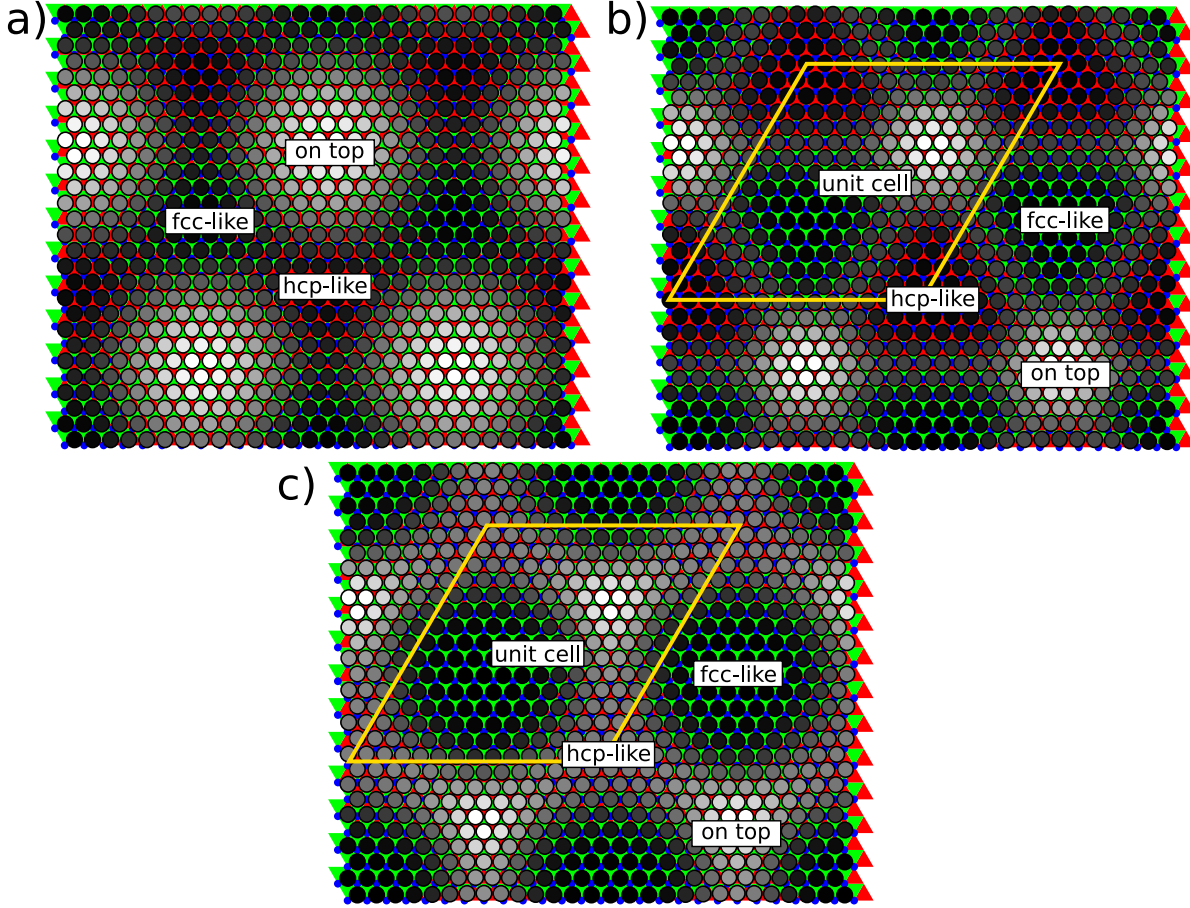 a)
on top
fcc-like
hcp-like
b)
unit cell
fcc-like
hcp-like
on top
c)
unit cell
fcc-like
hcp-like
on top